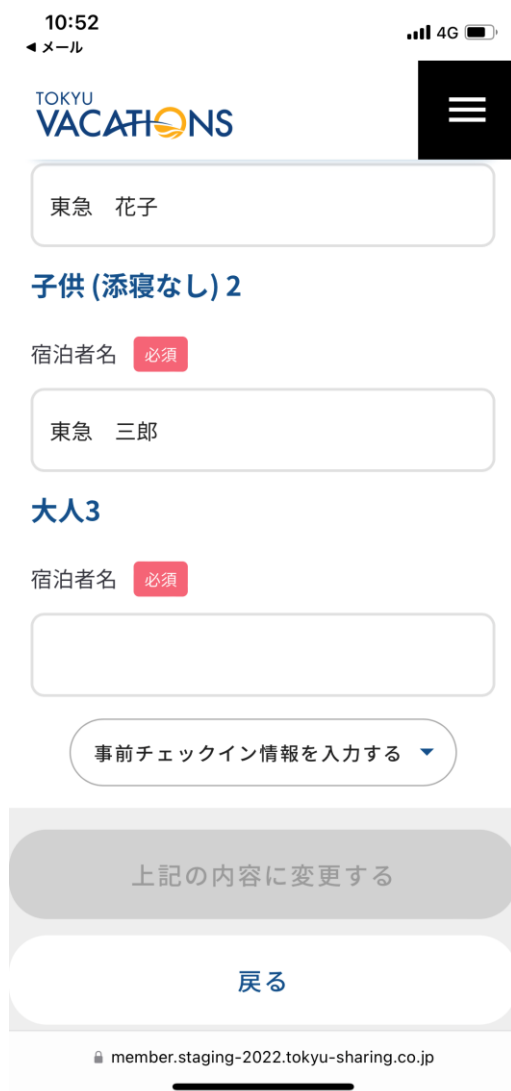 10:52
4G
◀ メール
TOKYU
VACATIONS
東急　花子
子供 (添寝なし) 2
宿泊者名 必須
東急　三郎
大人3
宿泊者名 必須
事前チェックイン情報を入力する
上記の内容に変更する
戻る
member.staging-2022.tokyu-sharing.co.jp